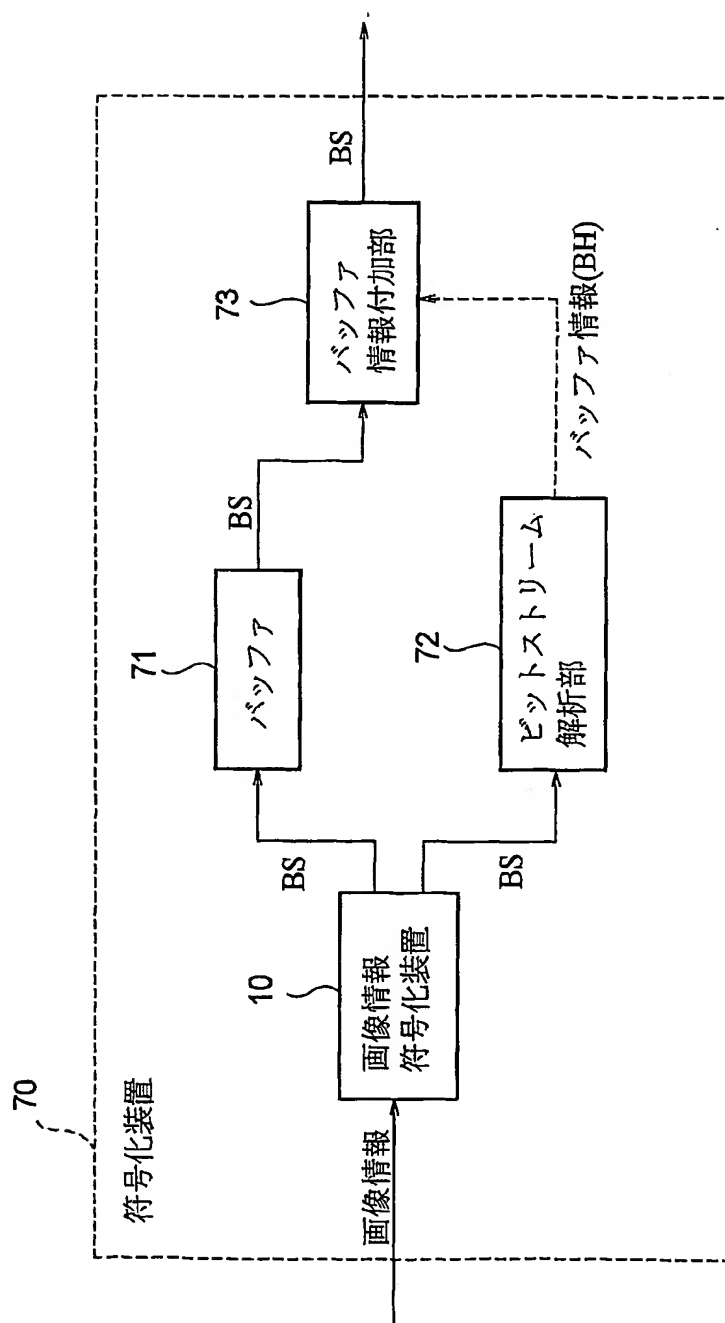 70
符号化装置
画像情報
10
画像情報
符号化装置
BS
BS
71
バッファ
72
ビットストリーム
解析部
BS
バッファ情報(BH)
73
バッファ
情報付加部
BS